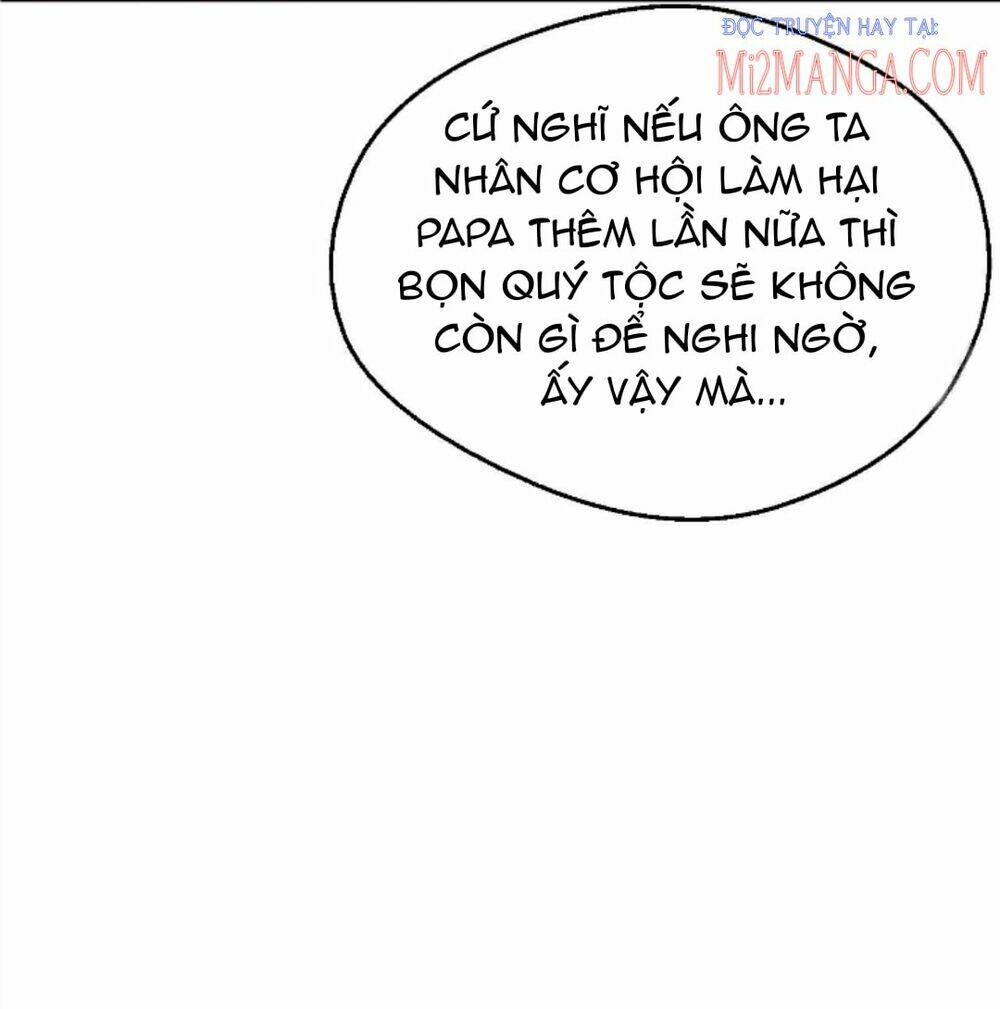 ĐỌC TRUYỆN HAY TẠI:
MI2MANGA.COM
CỨ NGHĨ NẾU ÔNG TA
NHÂN CƠ HỘI LÀM HẠI
PAPA THÊM LẦN NỮA THÌ
BỌN QUÝ TỘC SẼ KHÔNG
CÒN GÌ ĐỂ NGHI NGỜ,
ẤY VẬY MÀ...